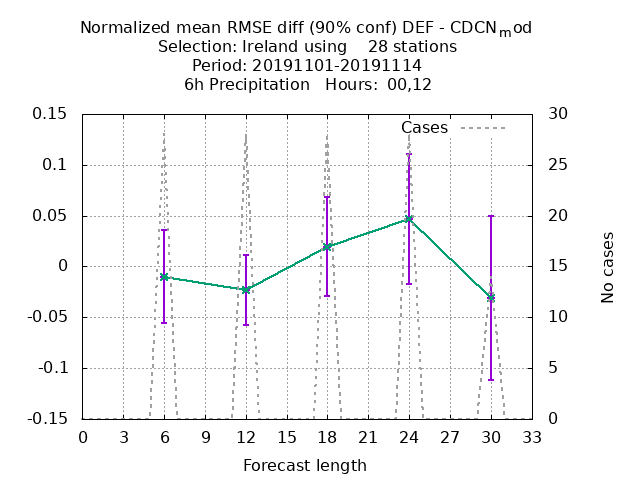 Normalized mean RMSE diff (90% conf) DEF - CDCNmod
Selection: Ireland using 28 stations
Period: 20191101-20191114
6h Precipitation Hours: 00,12
Cases
0.15
0.1
0.05
0
-0.05
-0.1
-0.15
30
25
20
15
10
5
0
No cases
0 3 6 9 12 15 18 21 24 27 30 33
Forecast length